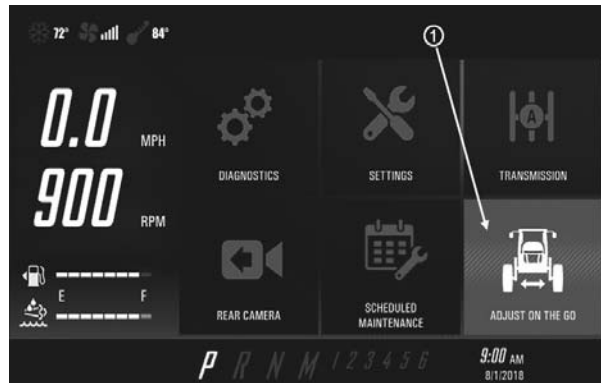 72° 84°
①
0.0 MPH
900 RPM
E F
DIAGNOSTICS
SETTINGS
A
TRANSMISSION
REAR CAMERA
SCHEDULED
MAINTENANCE
ADJUST ON THE GO
P R N M 1 2 3 4 5 6
9:00 AM
8/1/2018